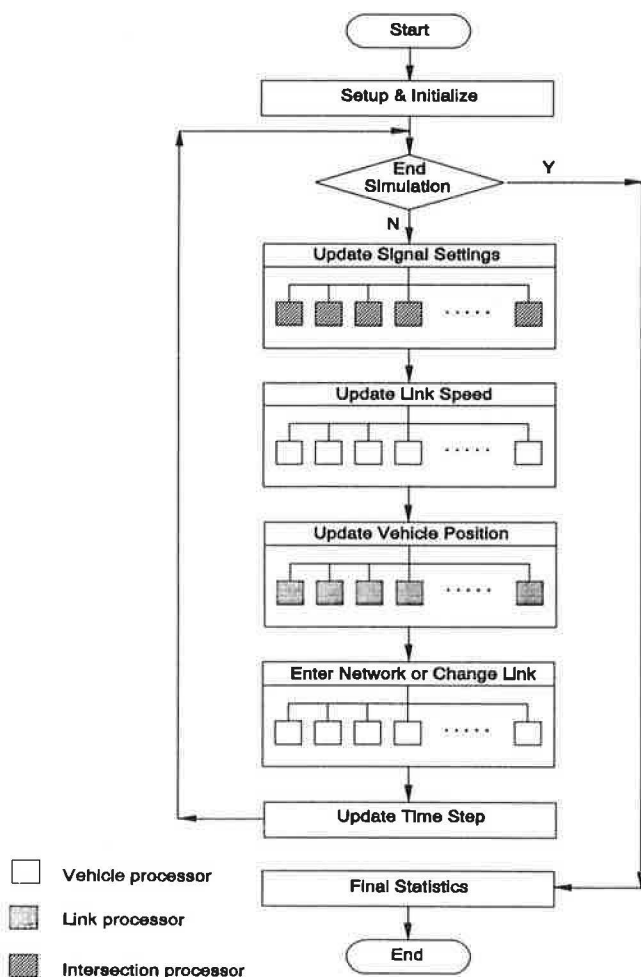 Start
Setup & Initialize
End
Simulation
Y
N
Update Signal Settings
.....
Update Link Speed
.....
Update Vehicle Position
.....
Enter Network or Change Link
.....
Update Time Step
Vehicle processor
Final Statistics
Link processor
End
Intersection processor